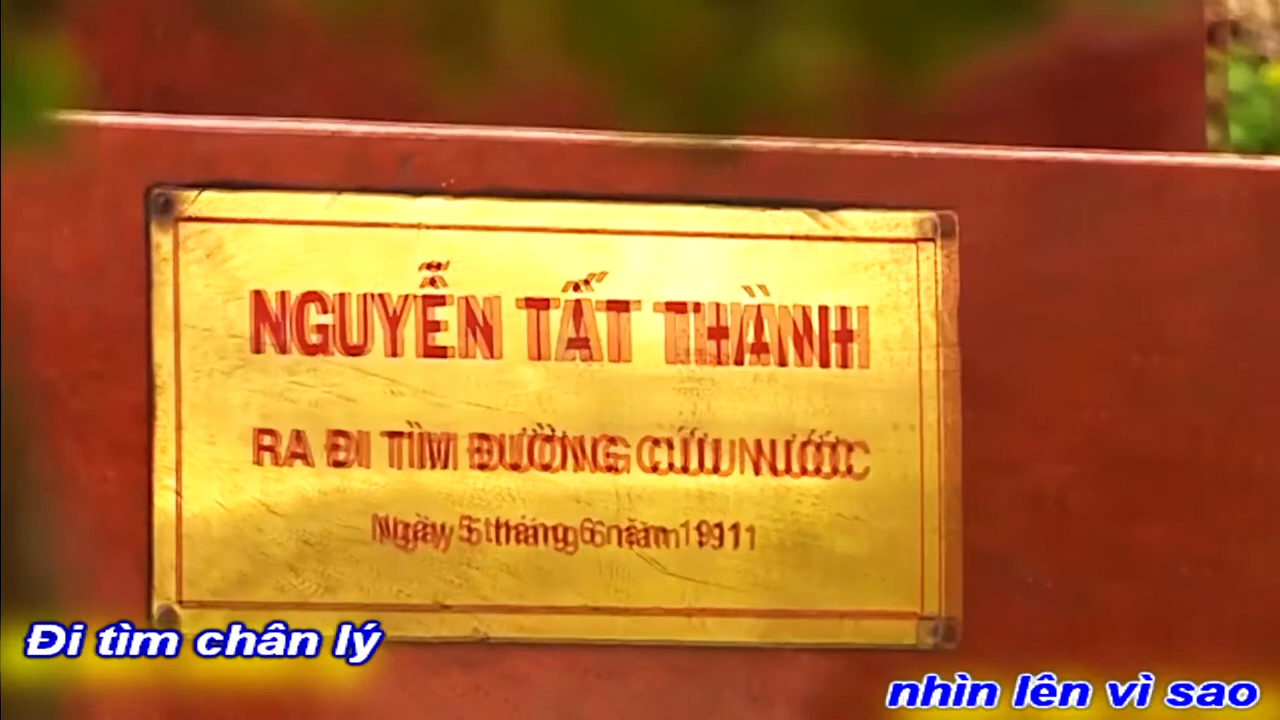 NGUYỄN TẤT THÀNH
RA ĐI TÌM ĐƯỜNG CỨU NƯỚC
Ngày 5 tháng 6 năm 1911
Đi tìm chân lý
nhìn lên vì sao